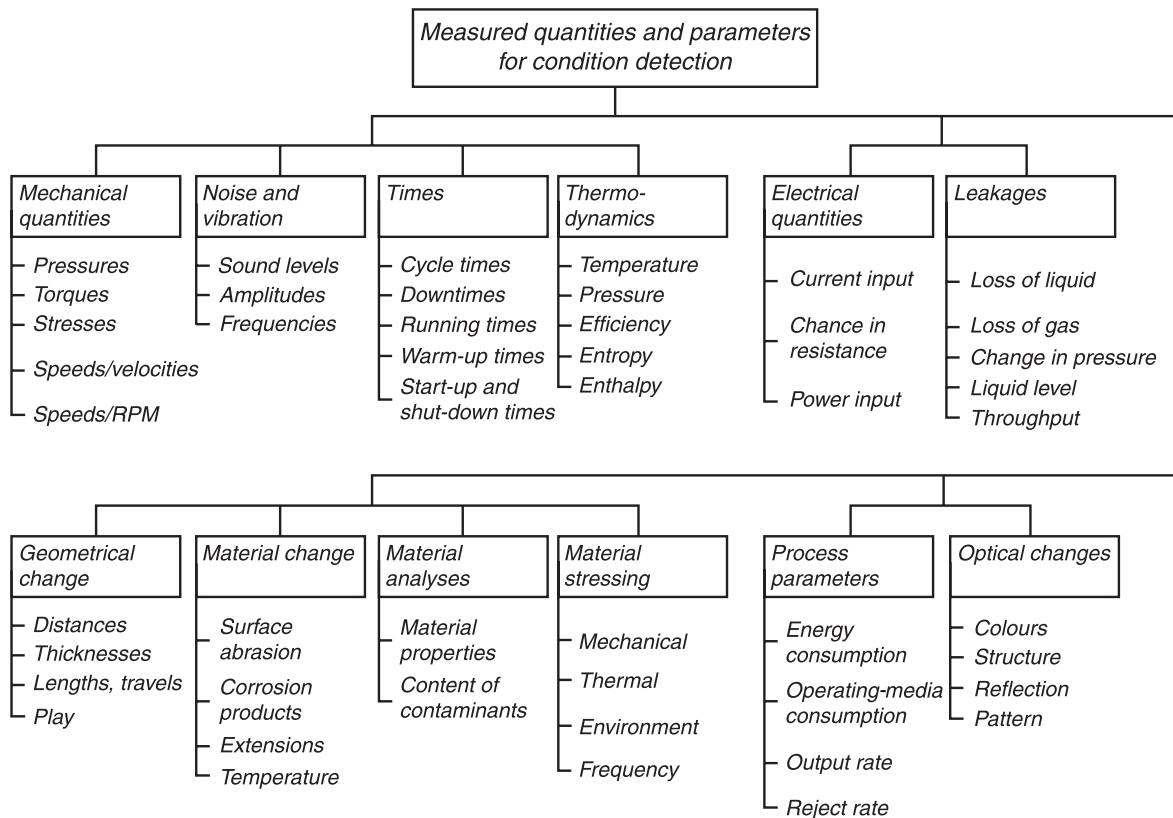 Measured quantities and parameters
for condition detection
Mechanical
quantities
Pressures
Torques
Stresses
Speeds/velocities
Speeds/RPM
Noise and
vibration
Sound levels
Amplitudes
Frequencies
Times
Cycle times
Downtimes
Running times
Warm-up times
Start-up and
shut-down times
Thermo-
dynamics
Temperature
Pressure
Efficiency
Entropy
Enthalpy
Electrical
quantities
Current input
Chance in
resistance
Power input
Leakages
Loss of liquid
Loss of gas
Change in pressure
Liquid level
Throughput
Geometrical
change
Distances
Thicknesses
Lengths, travels
Play
Material change
Surface
abrasion
Corrosion
products
Extensions
Temperature
Material
analyses
Material
properties
Content of
contaminants
Material
stressing
Mechanical
Thermal
Environment
Frequency
Process
parameters
Energy
consumption
Operating-media
consumption
Output rate
Reject rate
Optical changes
Colours
Structure
Reflection
Pattern